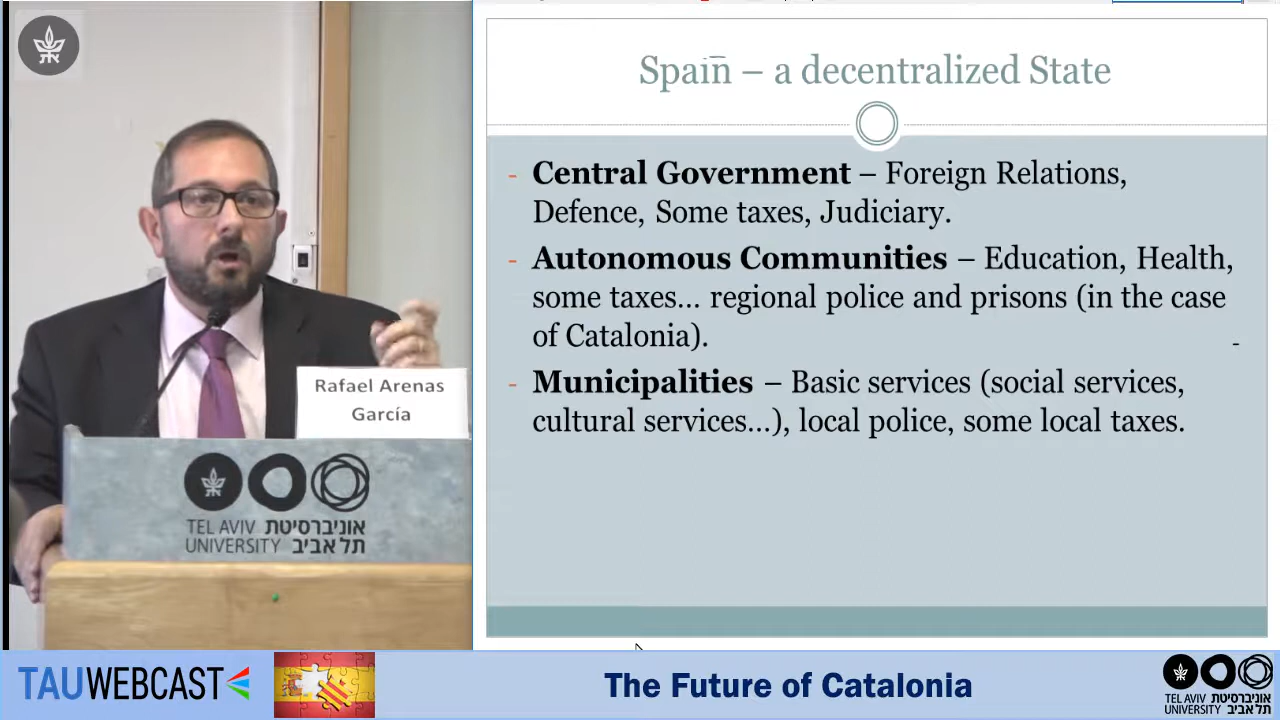 Spain – a decentralized State
- Central Government – Foreign Relations,
Defence, Some taxes, Judiciary.
- Autonomous Communities – Education, Health,
some taxes... regional police and prisons (in the case
of Catalonia).
-
- Municipalities – Basic services (social services,
cultural services...), local police, some local taxes.
Rafael Arenas
García
TEL AVIV אוניברסיטת
UNIVERSITY תל אביב
TAUWEBCAST
The Future of Catalonia
TEL AVIV אוניברסיטת
UNIVERSITY תל אביב